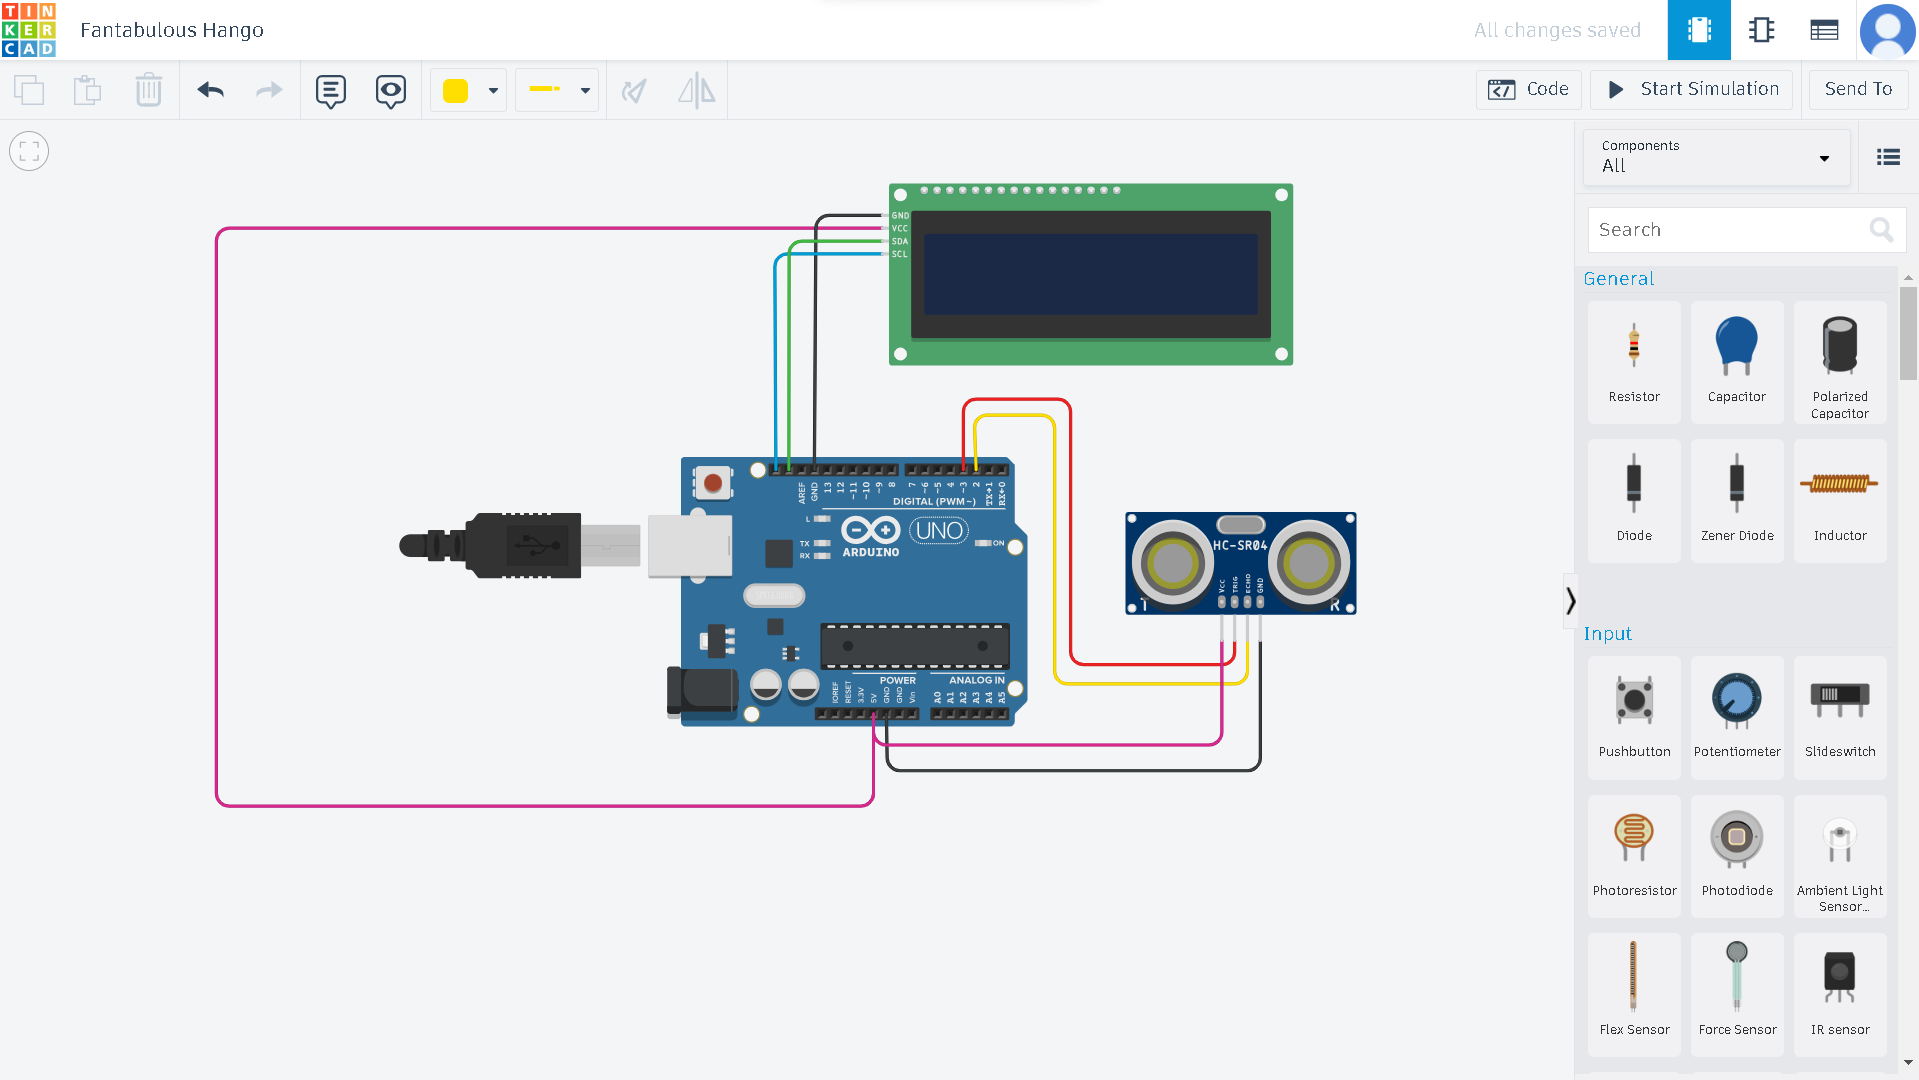 TIN
KER
CAD
Fantabulous Hango
All changes saved
Code
Start Simulation
Send To
Components
All
Search
General
Resistor
Capacitor
Polarized
Capacitor
Diode
Zener Diode
Inductor
Input
Pushbutton
Potentiometer
Slideswitch
Photoresistor
Photodiode
Ambient Light
Sensor...
Flex Sensor
Force Sensor
IR sensor
GND
VCC
SDA
SCL
AREF
GND
13
12
~11
~10
~9
8
7
~6
~5
4
~3
2
TX→1
RX←0
DIGITAL (PWM~)
L
TX
RX
ARDUINO
UNO
ON
POWER
ANALOG IN
IOREF
RESET
3.3V
5V
GND
GND
Vin
A0
A1
A2
A3
A4
A5
HC-SR04
VCC
TRIG
ECHO
GND
T
R